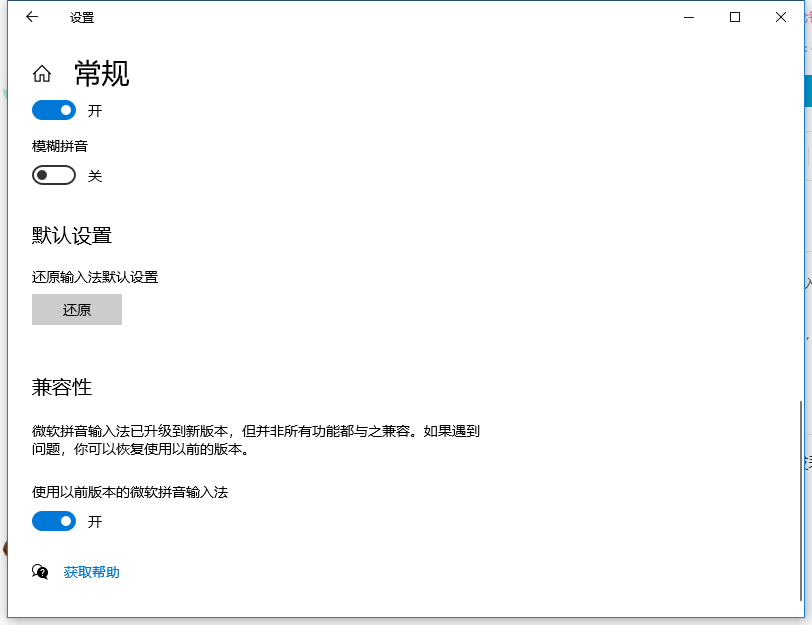 设置
常规
开
模糊拼音
关
默认设置
还原输入法默认设置
还原
兼容性
微软拼音输入法已升级到新版本，但并非所有功能都与之兼容。如果遇到
问题，你可以恢复使用以前的版本。
使用以前版本的微软拼音输入法
开
获取帮助